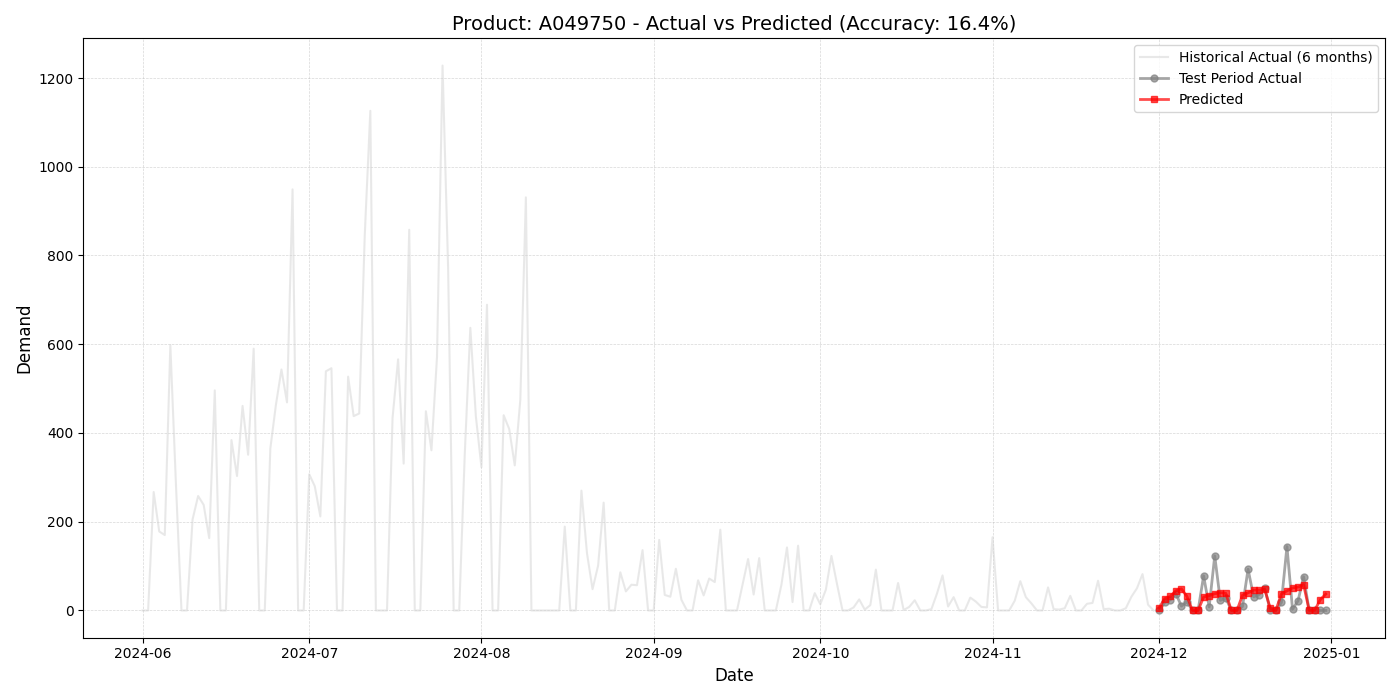 Product: A049750 - Actual vs Predicted (Accuracy: 16.4%)
Historical Actual (6 months)
Test Period Actual
Predicted
1200
1000
800
600
400
200
0
Demand
2024-06
2024-07
2024-08
2024-09
2024-10
2024-11
2024-12
2025-01
Date